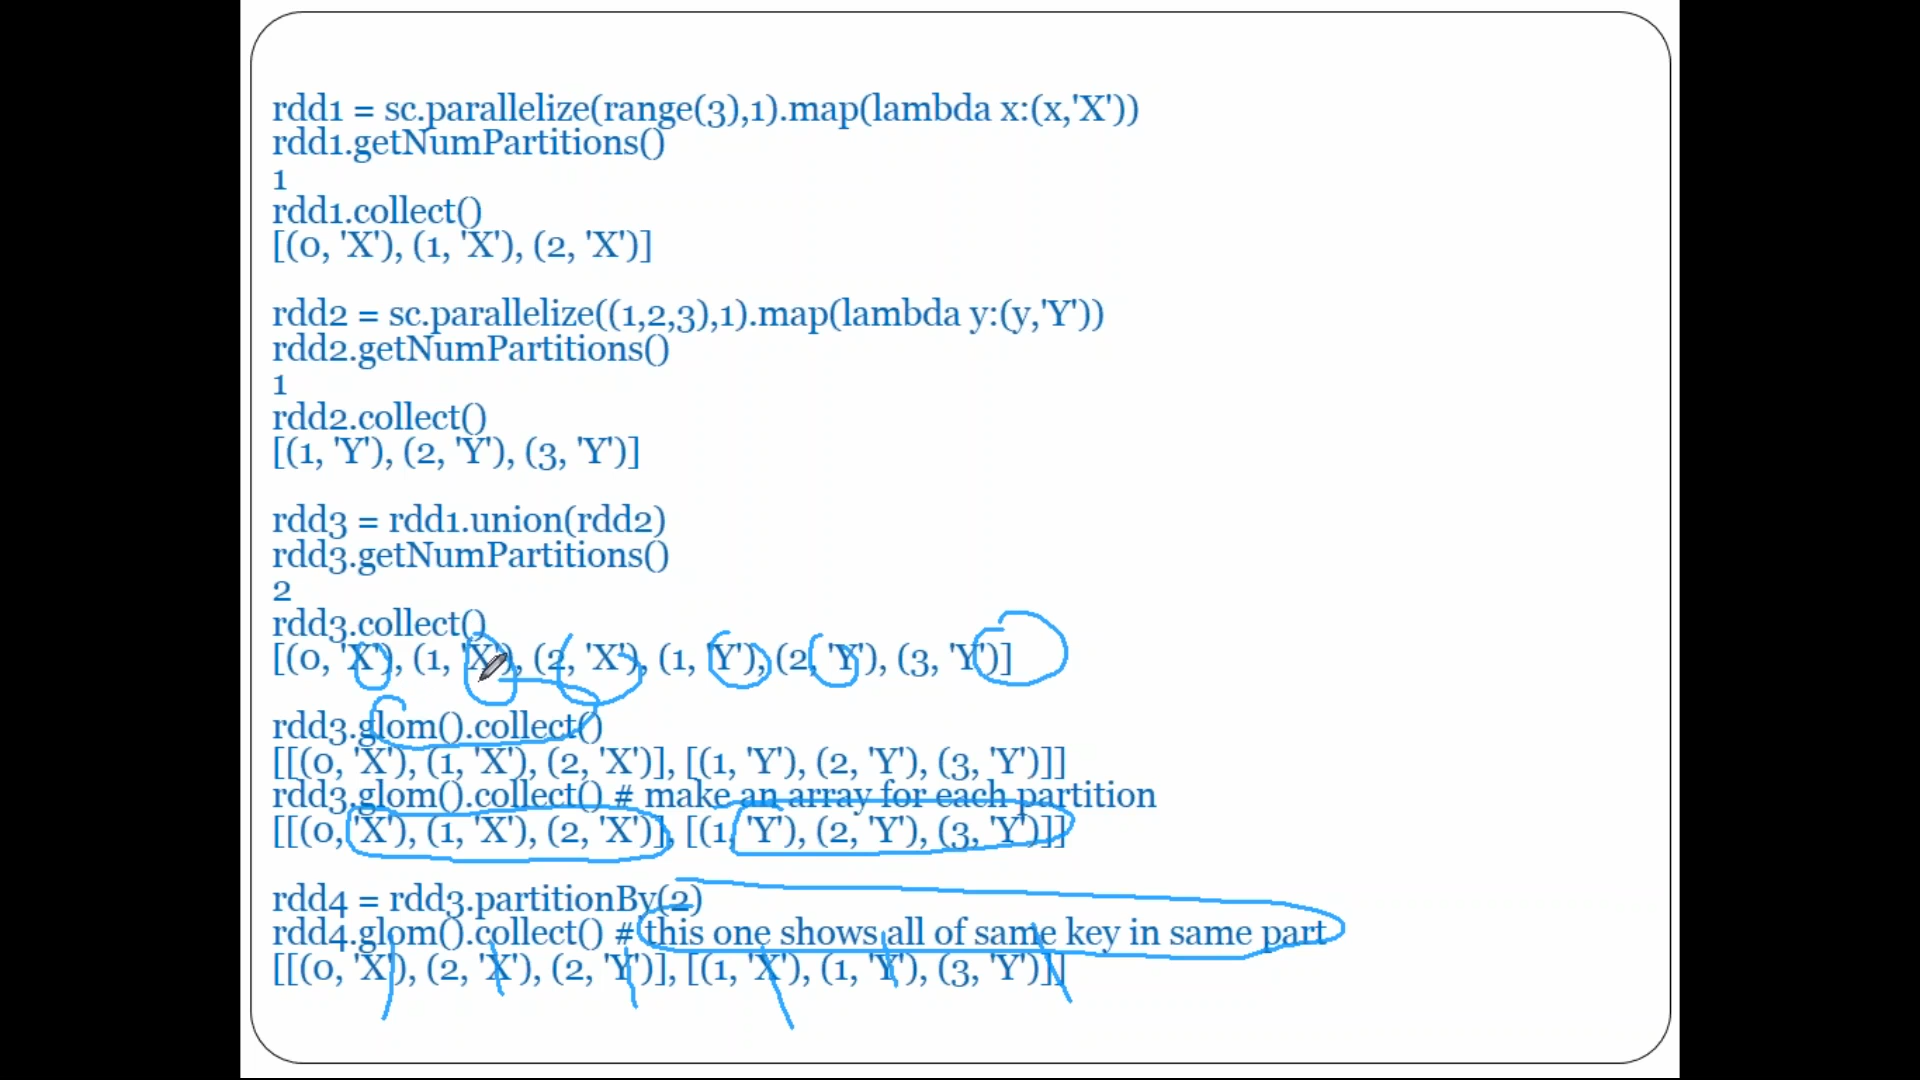 rdd1 = sc.parallelize(range(3),1).map(lambda x:(x,'X'))
rdd1.getNumPartitions()
1
rdd1.collect()
[(0, 'X'), (1, 'X'), (2, 'X')]
rdd2 = sc.parallelize((1,2,3),1).map(lambda y:(y,'Y'))
rdd2.getNumPartitions()
1
rdd2.collect()
[(1, 'Y'), (2, 'Y'), (3, 'Y')]
rdd3 = rdd1.union(rdd2)
rdd3.getNumPartitions()
2
rdd3.collect()
[(0, 'X'), (1, 'X'), (2, 'X'), (1, 'Y'), (2, 'Y'), (3, 'Y')]
rdd3.glom().collect()
[[(0, 'X'), (1, 'X'), (2, 'X')], [(1, 'Y'), (2, 'Y'), (3, 'Y')]]
rdd3.glom().collect() # make an array for each partition
[[(0, 'X'), (1, 'X'), (2, 'X')], [(1, 'Y'), (2, 'Y'), (3, 'Y')]]
rdd4 = rdd3.partitionBy(2)
rdd4.glom().collect() # this one shows all of same key in same part
[[(0, 'X'), (2, 'X'), (2, 'Y')], [(1, 'X'), (1, 'Y'), (3, 'Y')]]